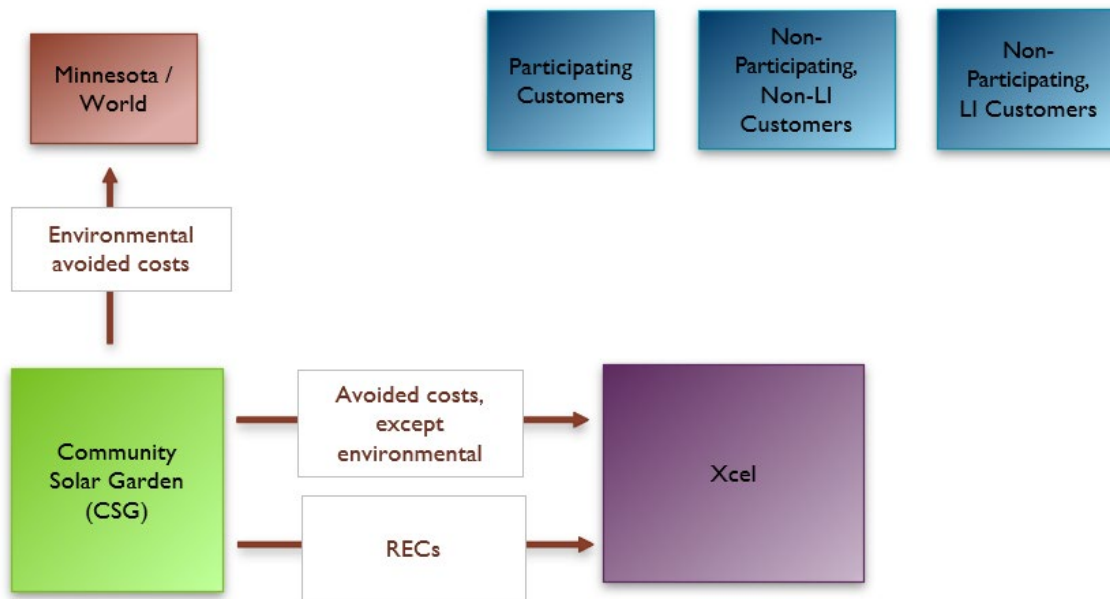 Minnesota /
World
Participating
Customers
Non-
Participating,
Non-LI
Customers
Non-
Participating,
LI Customers
Environmental
avoided costs
Community
Solar Garden
(CSG)
Avoided costs,
except
environmental
RECs
Xcel